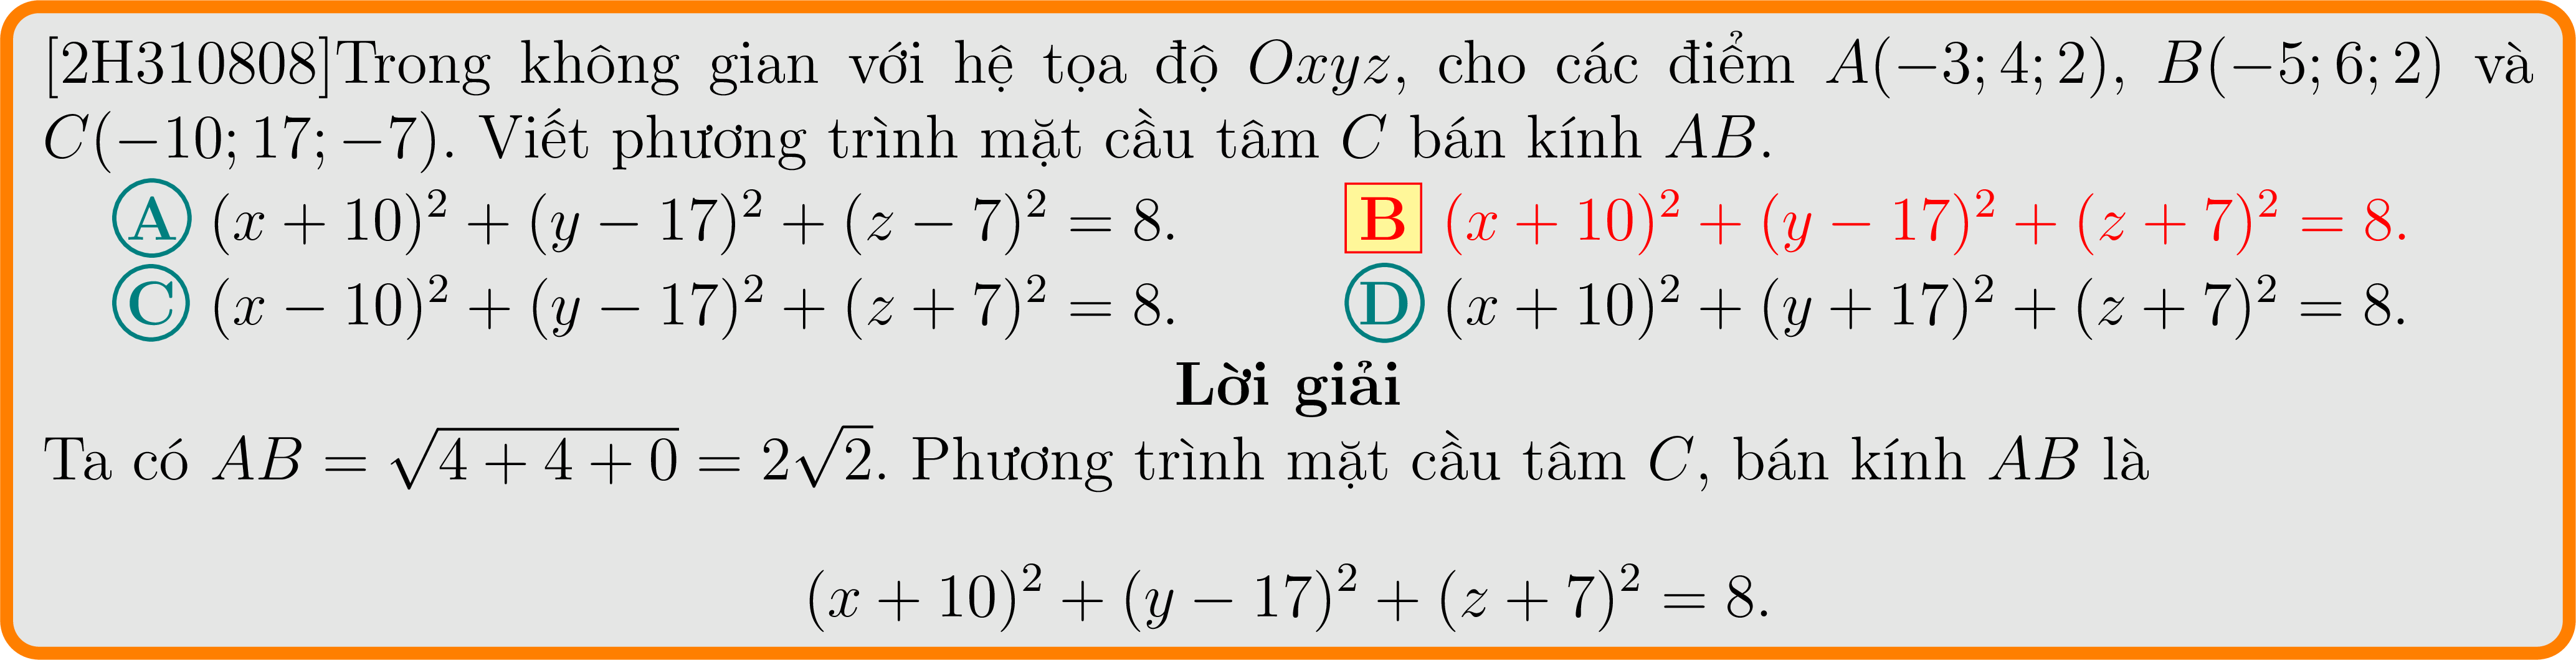 [2H310808]Trong không gian với hệ tọa độ Oxyz, cho các điểm A(−3; 4; 2), B(−5; 6; 2) và
C(−10; 17; −7). Viết phương trình mặt cầu tâm C bán kính AB.
A (x + 10)² + (y − 17)² + (z − 7)² = 8. B (x + 10)² + (y − 17)² + (z + 7)² = 8.
C (x − 10)² + (y − 17)² + (z + 7)² = 8. D (x + 10)² + (y + 17)² + (z + 7)² = 8.
Lời giải
Ta có AB = √(4 + 4 + 0) = 2√2. Phương trình mặt cầu tâm C, bán kính AB là
(x + 10)² + (y − 17)² + (z + 7)² = 8.